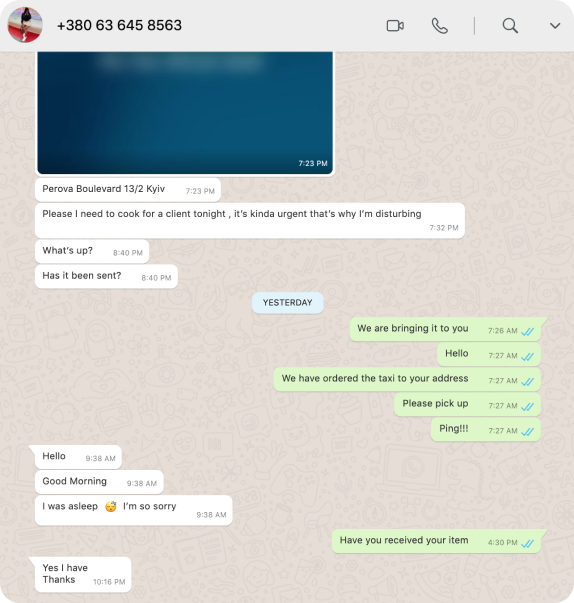 +380 63 645 8563
7:23 PM
Perova Boulevard 13/2 Kyiv 7:23 PM
Please I need to cook for a client tonight , it's kinda urgent that's why I'm disturbing
7:32 PM
What's up? 8:40 PM
Has it been sent? 8:40 PM
YESTERDAY
We are bringing it to you 7:26 AM
Hello 7:27 AM
We have ordered the taxi to your address 7:27 AM
Please pick up 7:27 AM
Ping!!! 7:27 AM
Hello 9:38 AM
Good Morning 9:38 AM
I was asleep 😴 I'm so sorry
9:38 AM
Have you received your item 4:30 PM
Yes I have
Thanks 10:16 PM